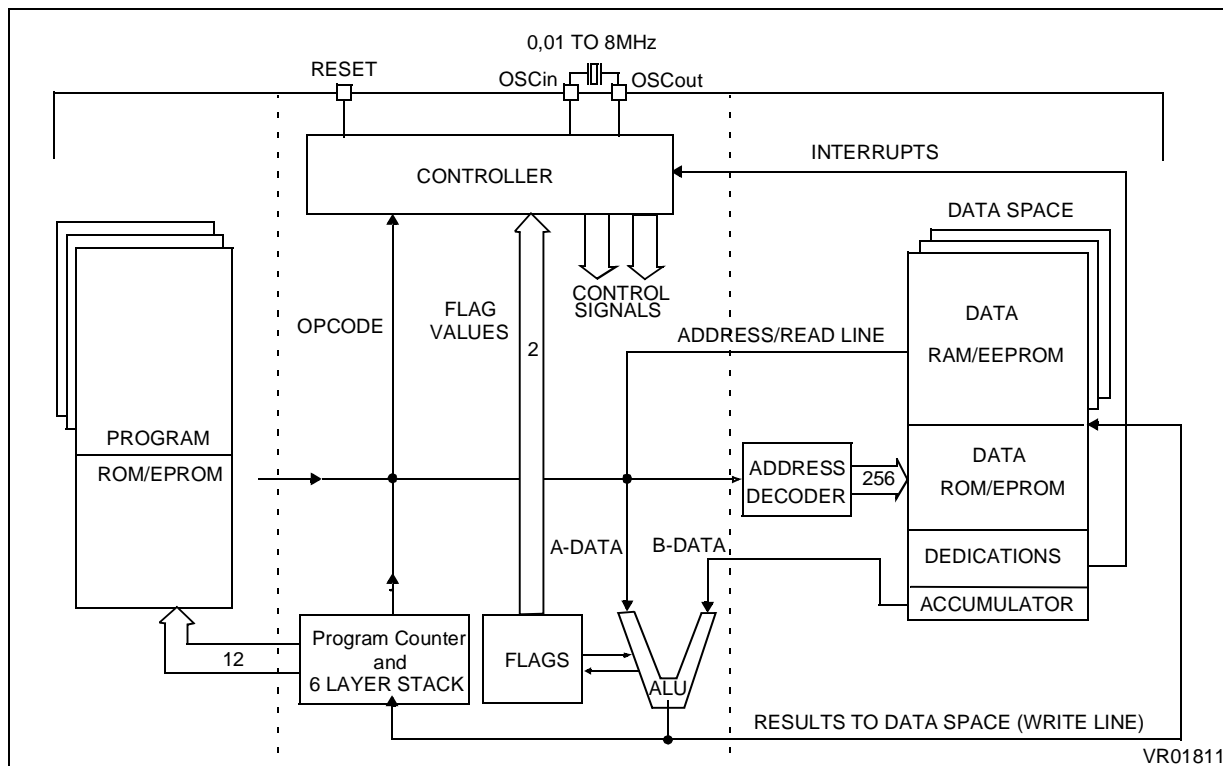 0,01 TO 8MHz
RESET
OSCin
OSCout
INTERRUPTS
CONTROLLER
DATA SPACE
CONTROL
SIGNALS
OPCODE
FLAG
VALUES
2
ADDRESS/READ LINE
DATA
RAM/EEPROM
PROGRAM
ROM/EPROM
ADDRESS
DECODER
256
DATA
ROM/EPROM
A-DATA
B-DATA
DEDICATIONS
ACCUMULATOR
12
Program Counter
and
6 LAYER STACK
FLAGS
ALU
RESULTS TO DATA SPACE (WRITE LINE)
VR01811